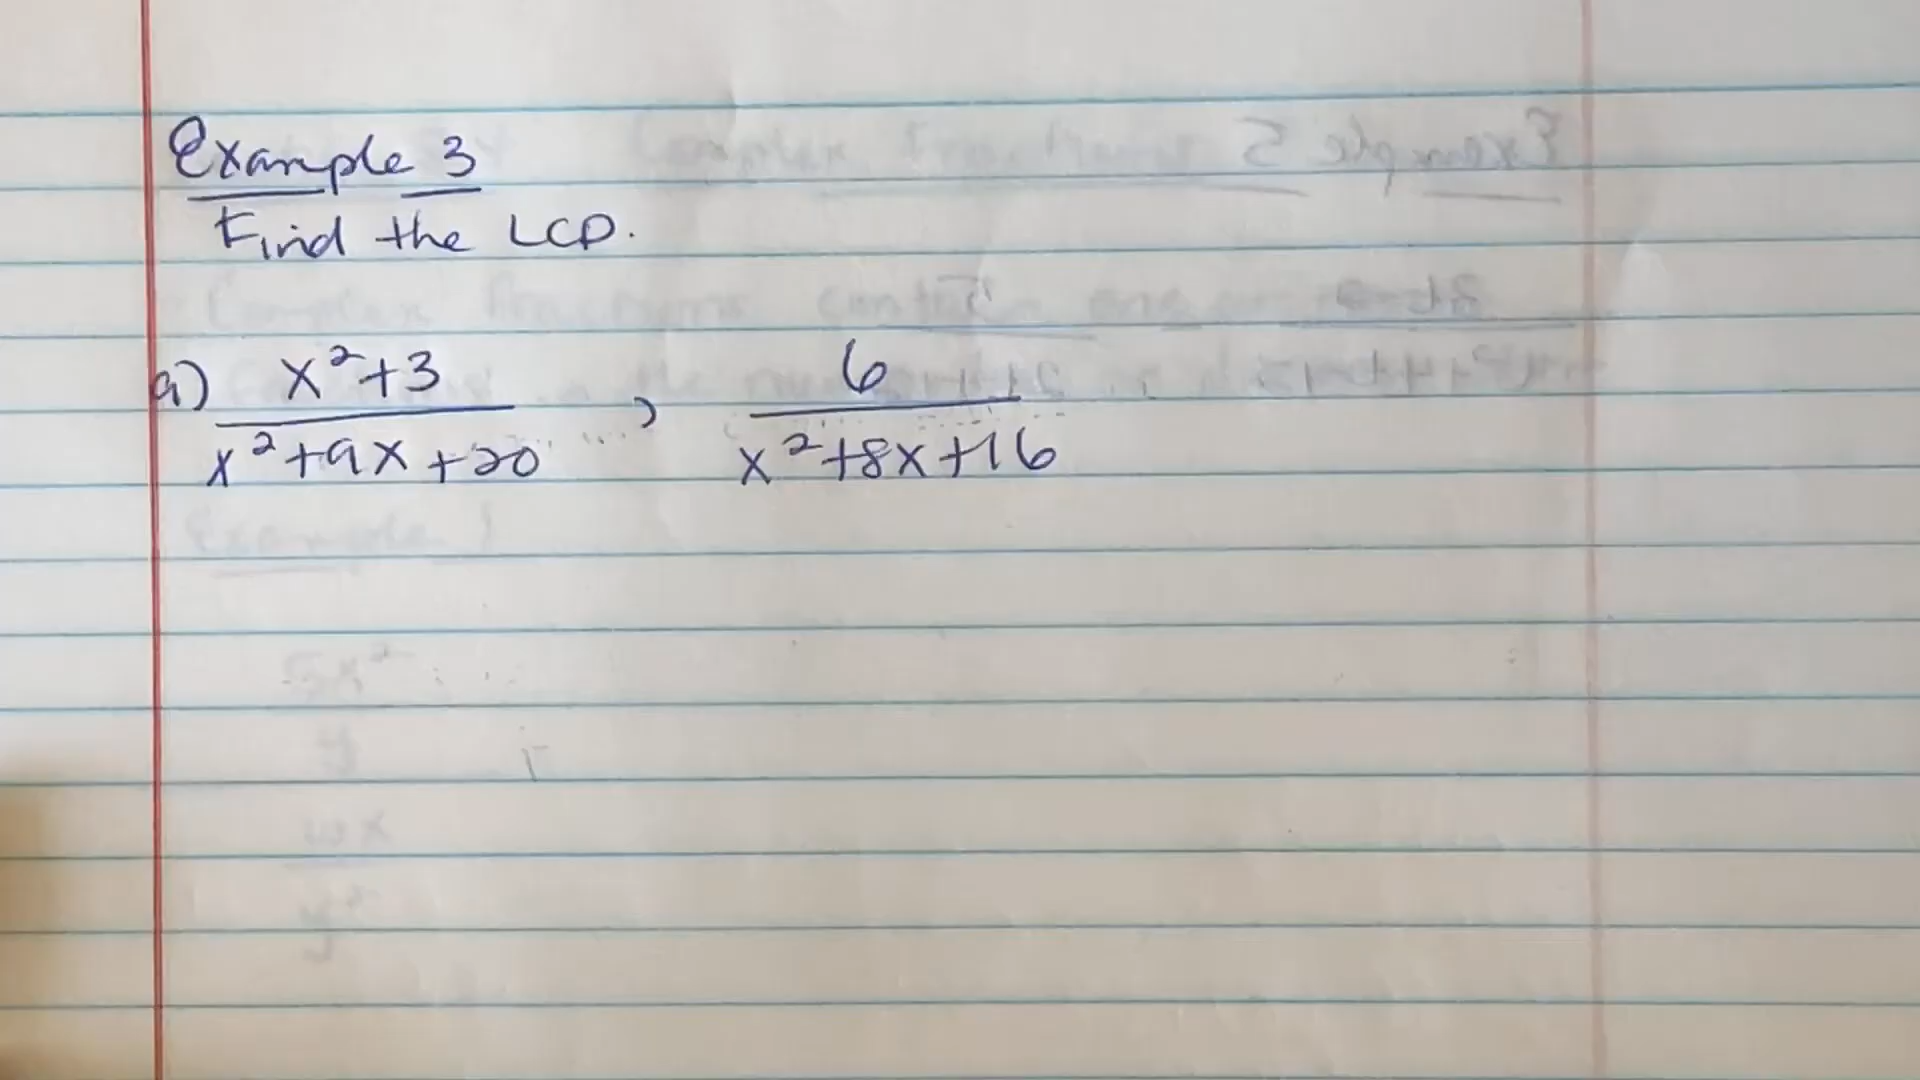 Example 3
Find the LCD.
a) x²+3 / x²+9x+20 , 6 / x²+8x+16